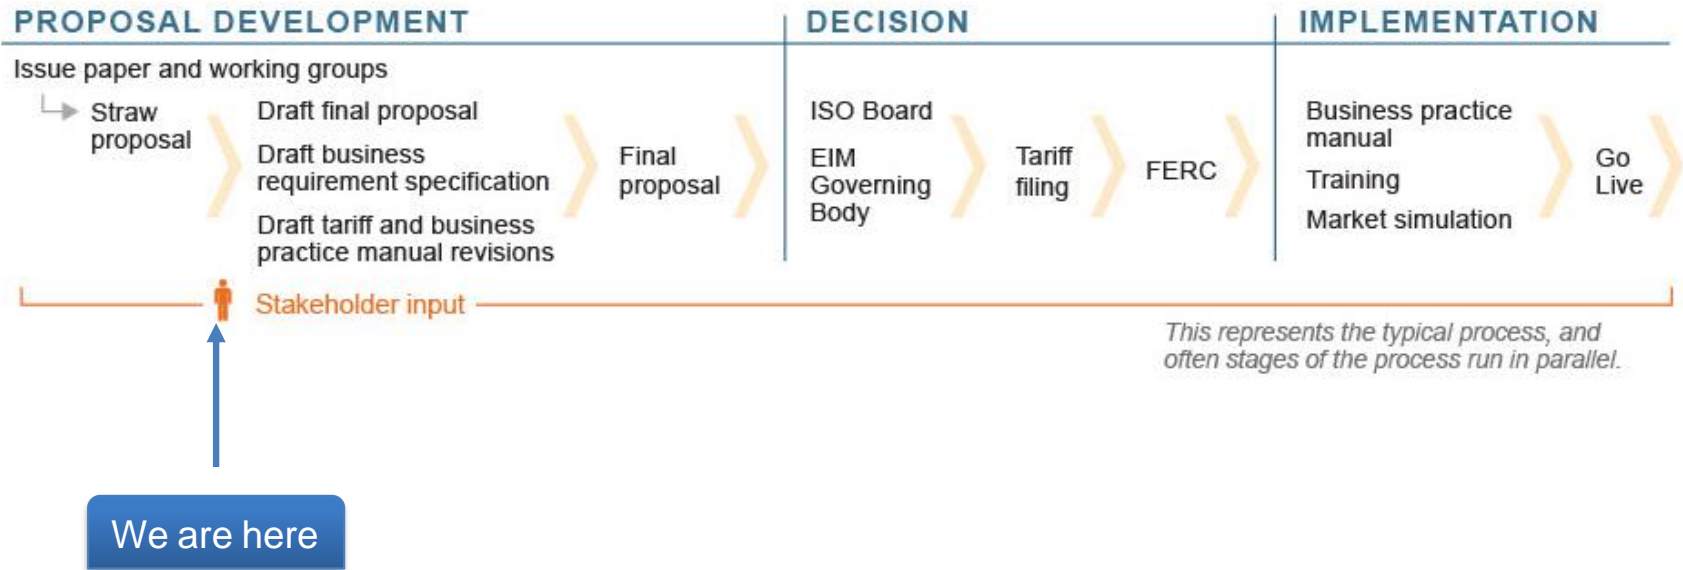 PROPOSAL DEVELOPMENT
Issue paper and working groups
Straw
proposal
Draft final proposal
Draft business
requirement specification
Draft tariff and business
practice manual revisions
Final
proposal
DECISION
ISO Board
EIM
Governing
Body
Tariff
filing
FERC
IMPLEMENTATION
Business practice
manual
Training
Market simulation
Go
Live
Stakeholder input
This represents the typical process, and
often stages of the process run in parallel.
We are here